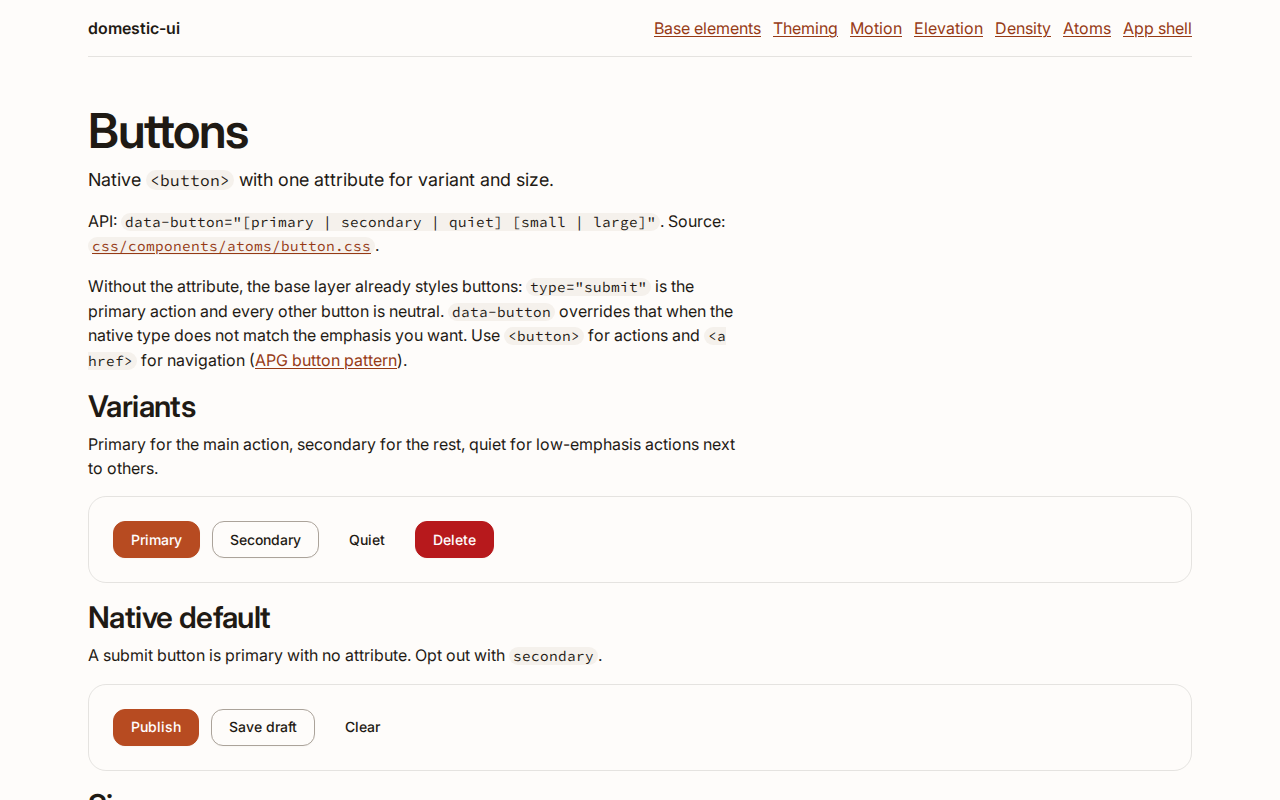 domestic-ui
Base elements Theming Motion Elevation Density Atoms App shell
Buttons
Native <button> with one attribute for variant and size.
API: data-button="[primary | secondary | quiet] [small | large]". Source:
css/components/atoms/button.css.
Without the attribute, the base layer already styles buttons: type="submit" is the
primary action and every other button is neutral. data-button overrides that when the
native type does not match the emphasis you want. Use <button> for actions and <a
href> for navigation (APG button pattern).
Variants
Primary for the main action, secondary for the rest, quiet for low-emphasis actions next
to others.
Primary Secondary Quiet Delete
Native default
A submit button is primary with no attribute. Opt out with secondary.
Publish Save draft Clear